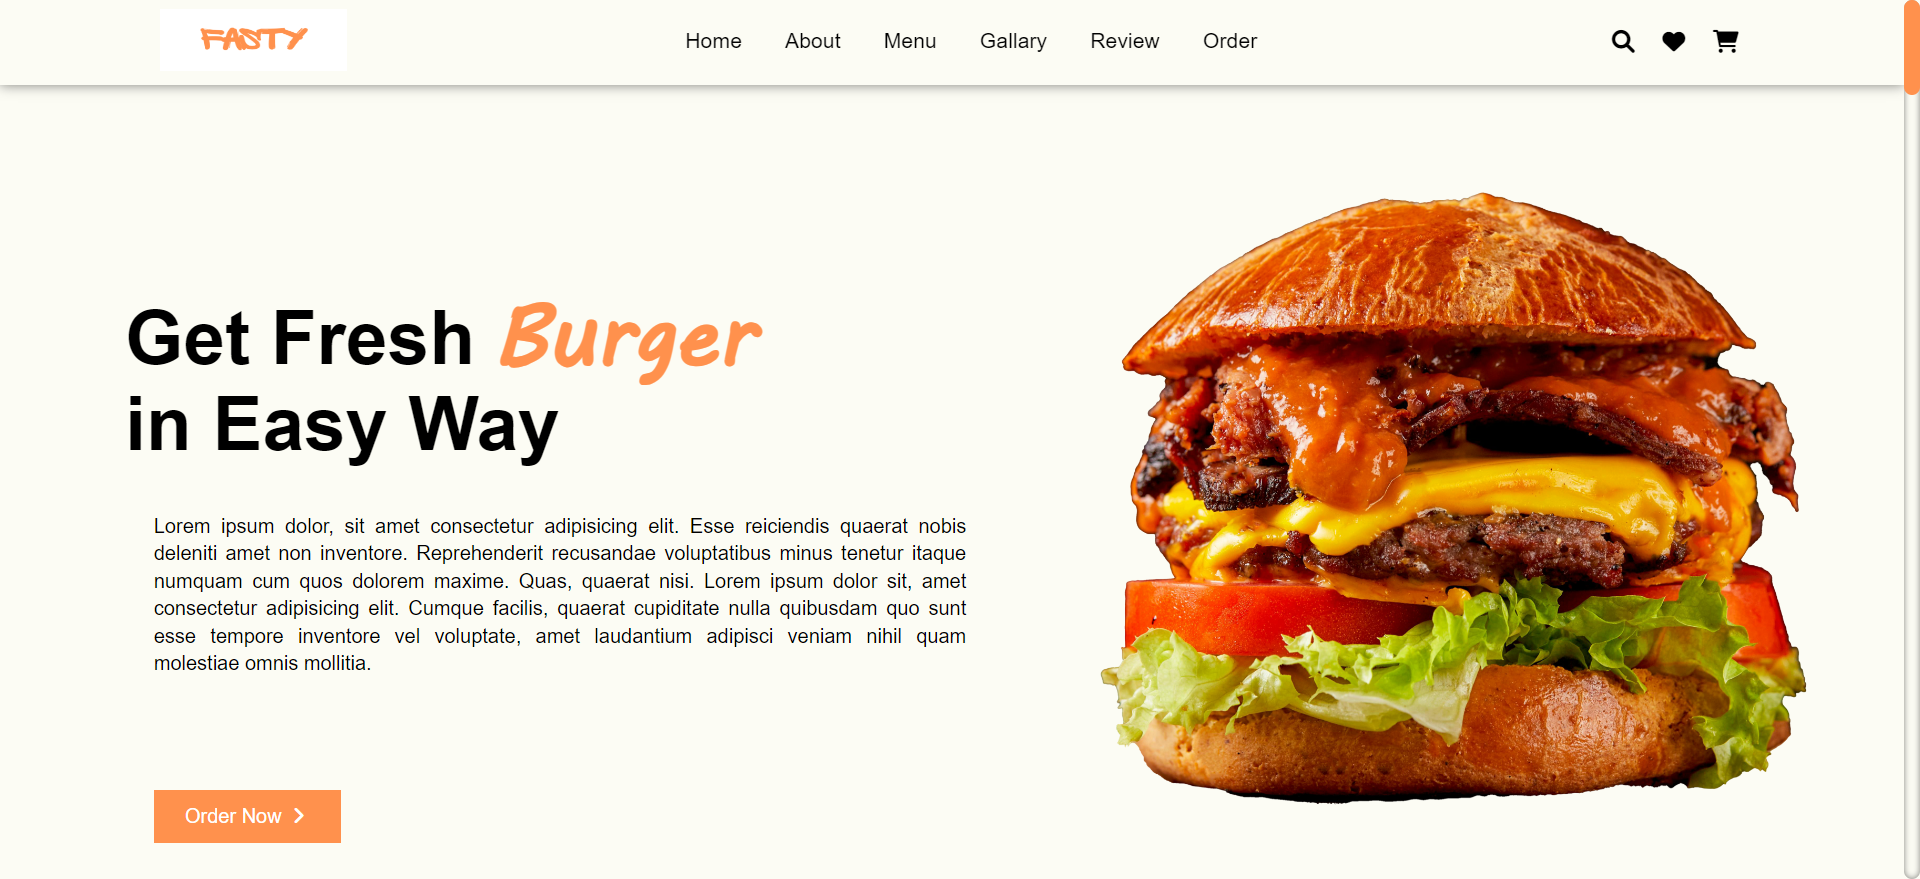 FASTY
Home About Menu Gallary Review Order
Get Fresh Burger
in Easy Way
Lorem ipsum dolor, sit amet consectetur adipisicing elit. Esse reiciendis quaerat nobis
deleniti amet non inventore. Reprehenderit recusandae voluptatibus minus tenetur itaque
numquam cum quos dolorem maxime. Quas, quaerat nisi. Lorem ipsum dolor sit, amet
consectetur adipisicing elit. Cumque facilis, quaerat cupiditate nulla quibusdam quo sunt
esse tempore inventore vel voluptate, amet laudantium adipisci veniam nihil quam
molestiae omnis mollitia.
Order Now